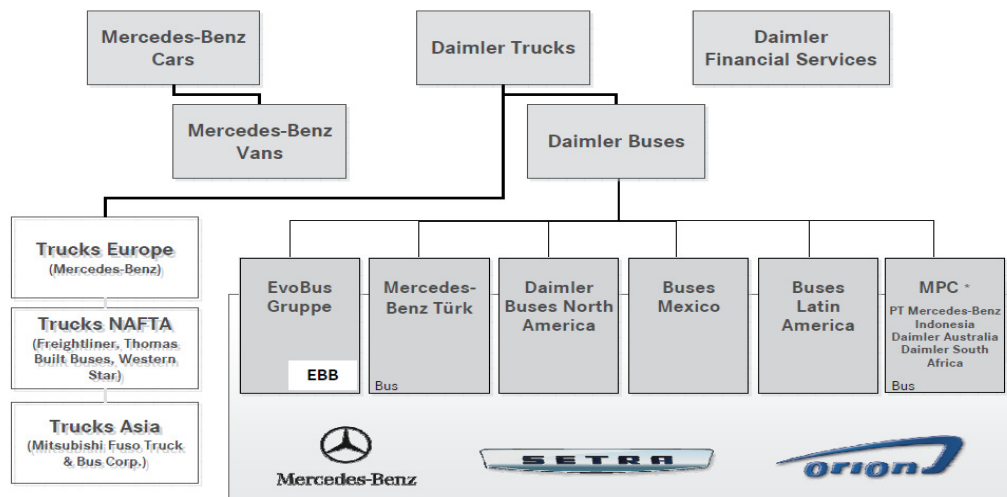 Mercedes-Benz
Cars
Daimler Trucks
Daimler
Financial Services
Mercedes-Benz
Vans
Daimler Buses
Trucks Europe
(Mercedes-Benz)
Trucks NAFTA
(Freightliner, Thomas
Built Buses, Western
Star)
Trucks Asia
(Mitsubishi Fuso Truck
& Bus Corp.)
EvoBus
Gruppe
EBB
Mercedes-
Benz Türk
Bus
Daimler
Buses North
America
Buses
Mexico
Buses
Latin
America
MPC *
PT Mercedes-Benz
Indonesia
Daimler Australia
Daimler South
Africa
Bus
Mercedes-Benz
SETRA
ORION